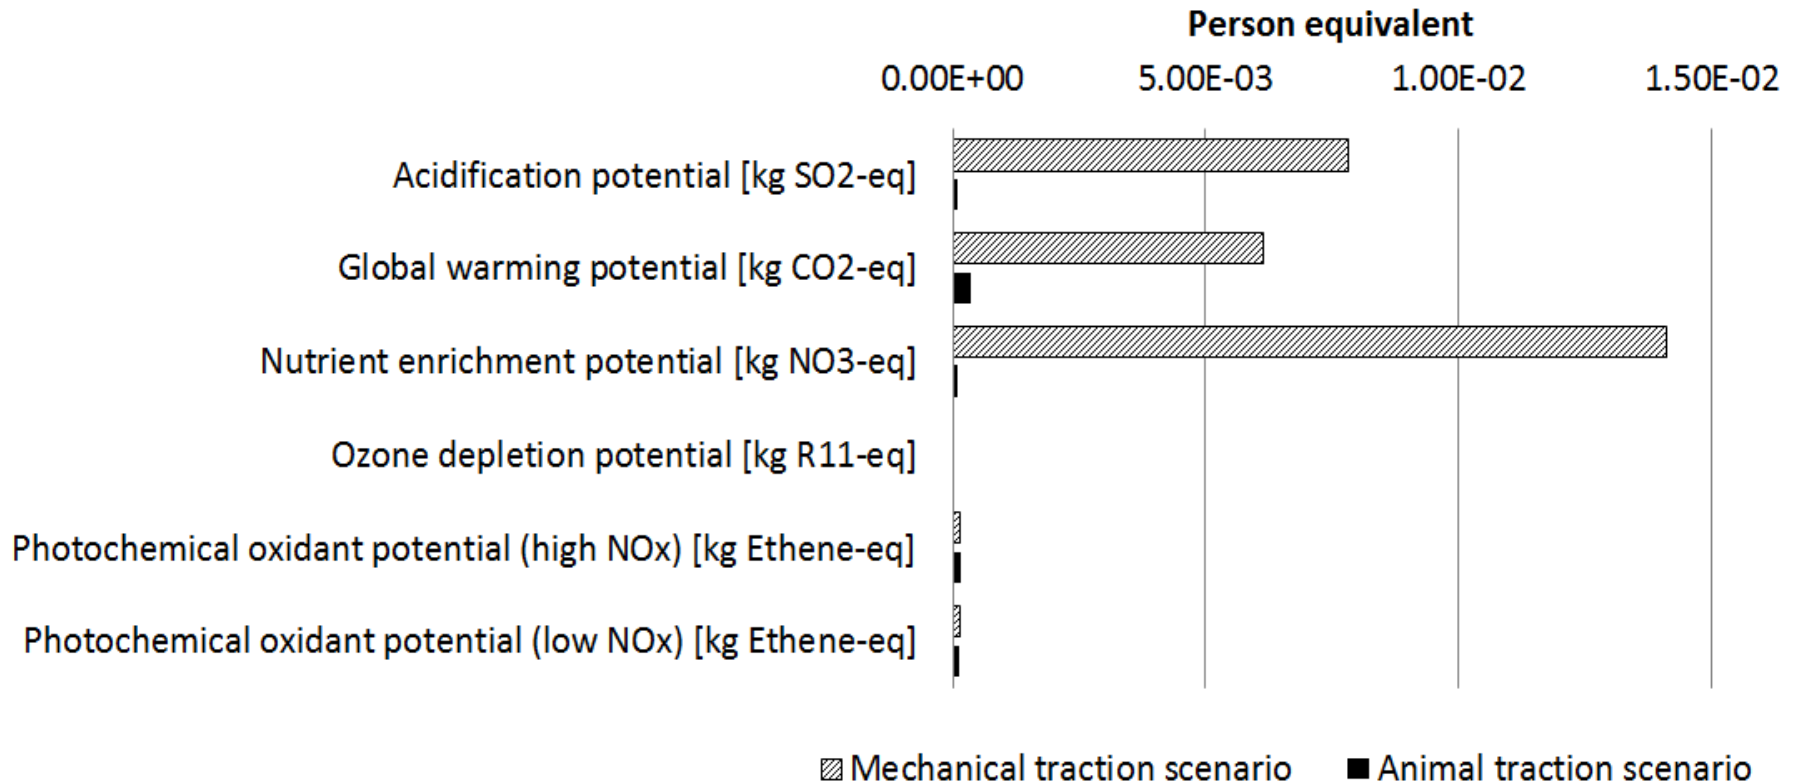 Person equivalent
0.00E+00 5.00E-03 1.00E-02 1.50E-02
Acidification potential [kg SO2-eq]
Global warming potential [kg CO2-eq]
Nutrient enrichment potential [kg NO3-eq]
Ozone depletion potential [kg R11-eq]
Photochemical oxidant potential (high NOx) [kg Ethene-eq]
Photochemical oxidant potential (low NOx) [kg Ethene-eq]
Mechanical traction scenario Animal traction scenario